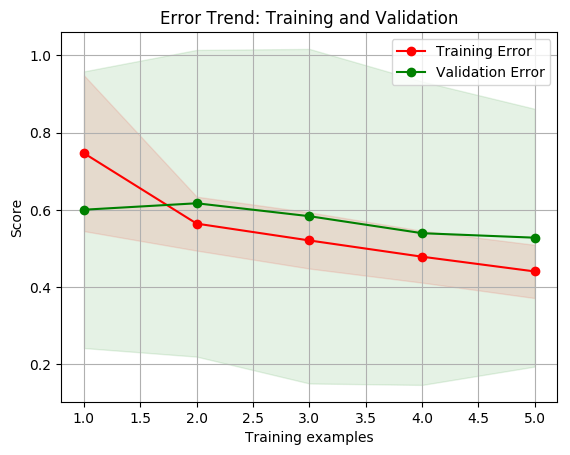 Error Trend: Training and Validation
Training Error
Validation Error
Score
1.0
0.8
0.6
0.4
0.2
1.0 1.5 2.0 2.5 3.0 3.5 4.0 4.5 5.0
Training examples